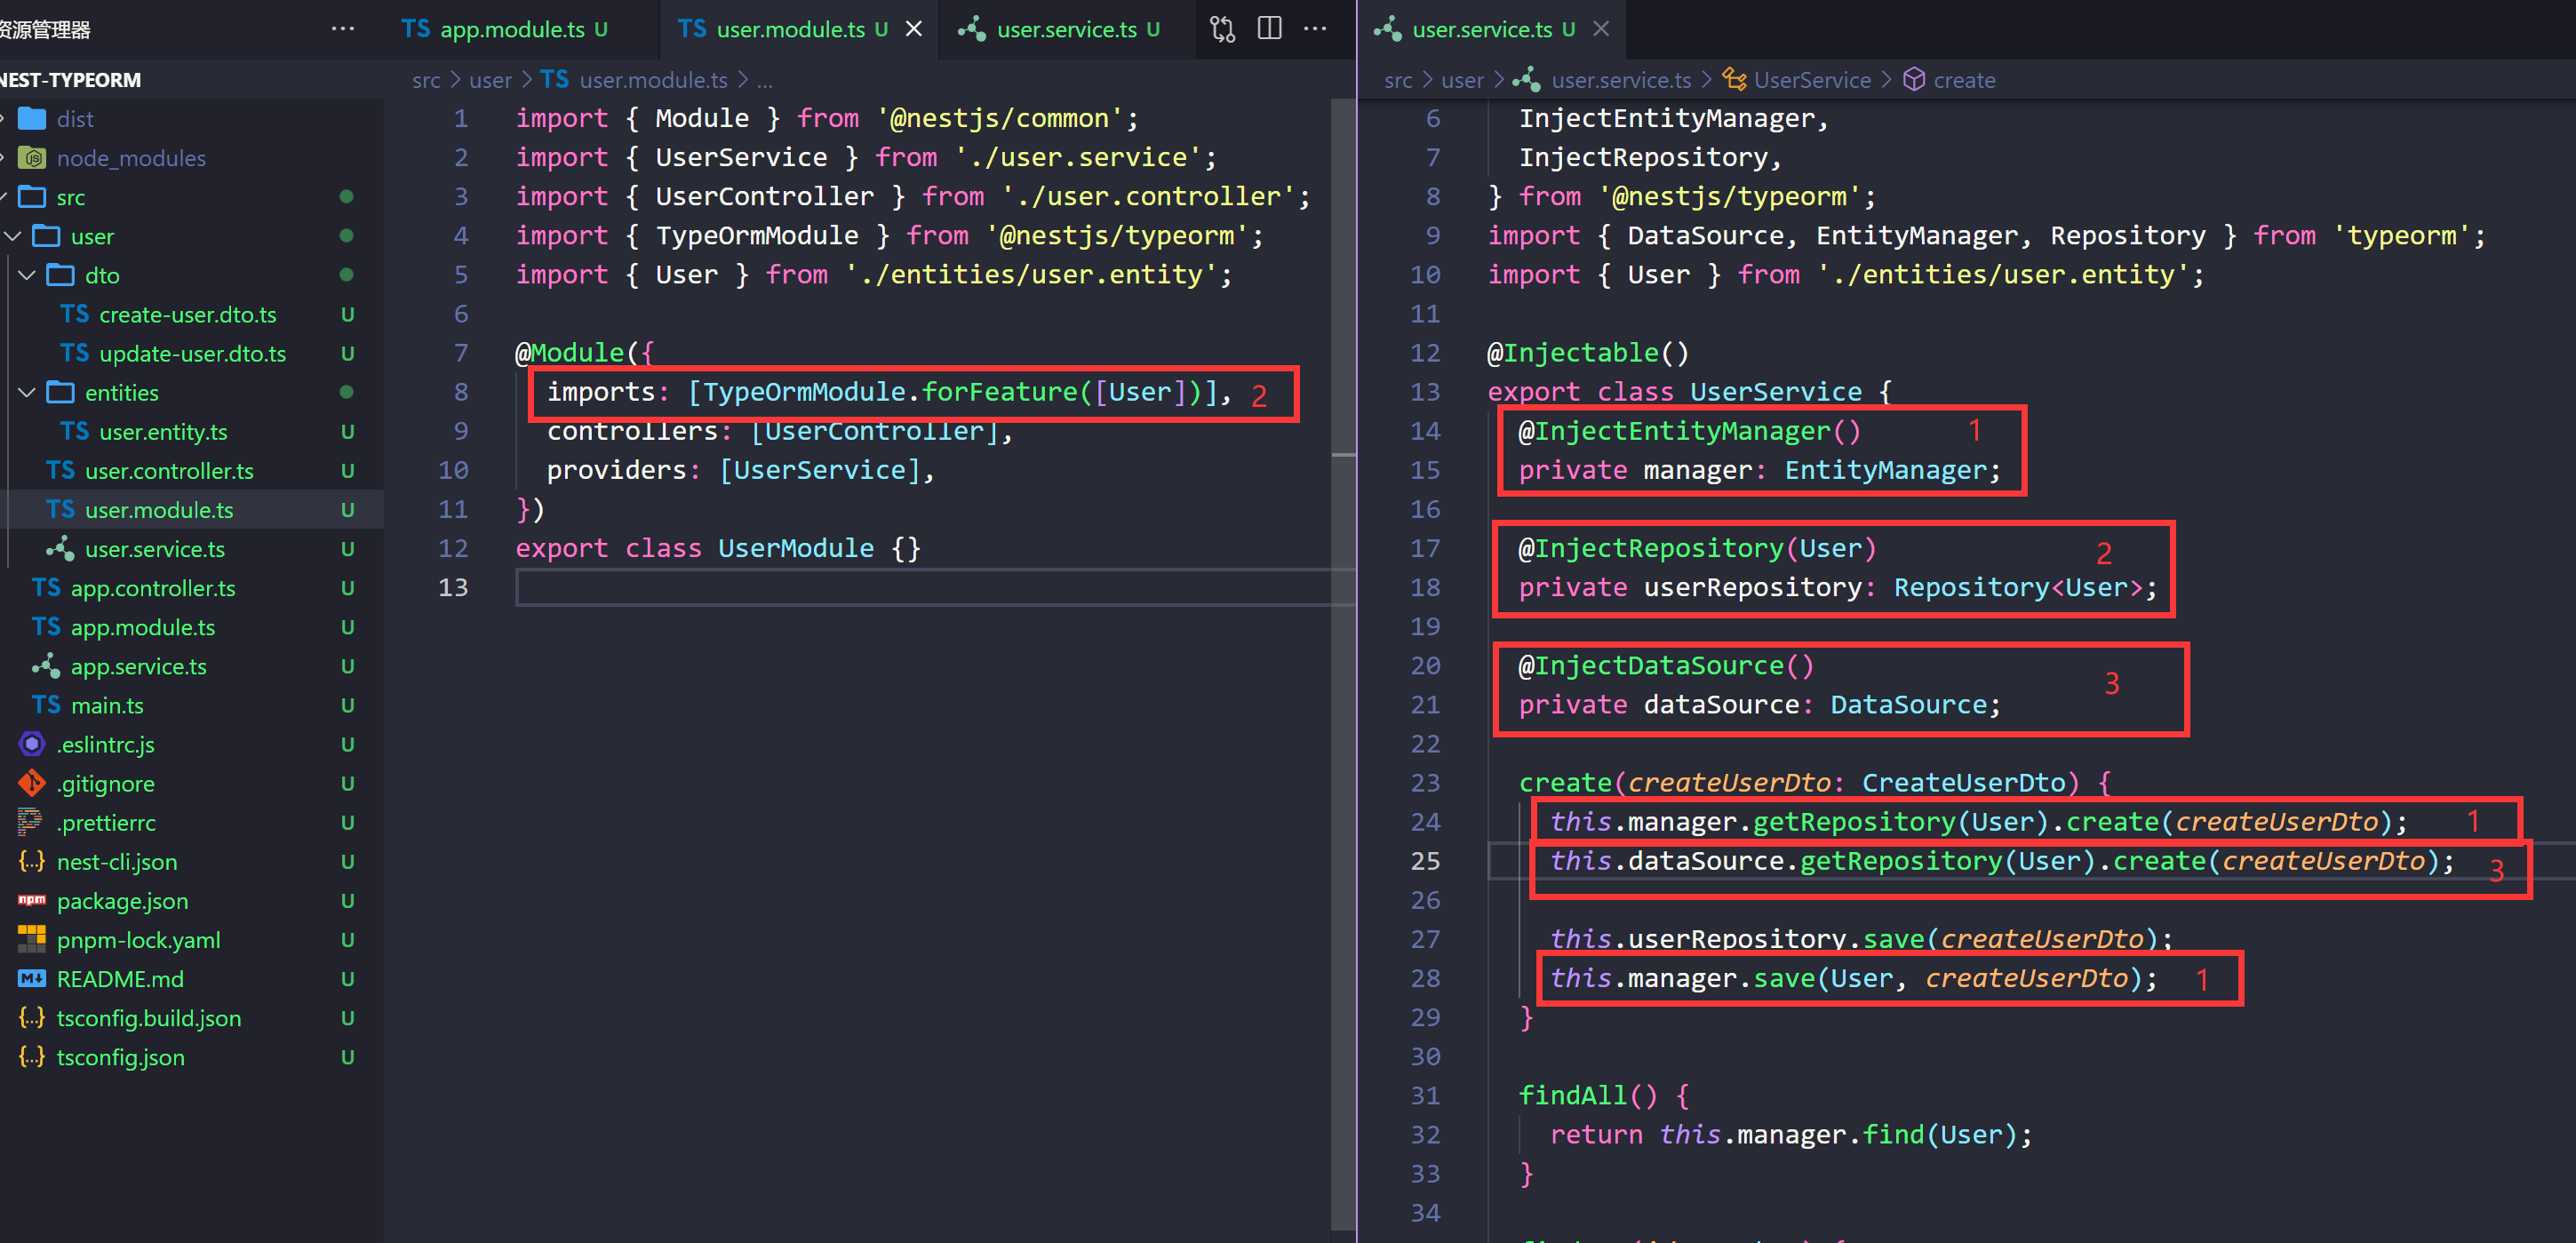 资源管理器
NEST-TYPEORM
dist
node_modules
src
user
dto
TS create-user.dto.ts U
TS update-user.dto.ts U
entities
TS user.entity.ts U
TS user.controller.ts U
TS user.module.ts U
user.service.ts U
TS app.controller.ts U
TS app.module.ts U
app.service.ts U
TS main.ts U
.eslintrc.js U
.gitignore U
.prettierrc U
{..} nest-cli.json U
npm package.json U
pnpm-lock.yaml U
README.md U
{..} tsconfig.build.json U
{..} tsconfig.json U
TS app.module.ts U
TS user.module.ts U
user.service.ts U
src > user > TS user.module.ts > ...
1 import { Module } from '@nestjs/common';
2 import { UserService } from './user.service';
3 import { UserController } from './user.controller';
4 import { TypeOrmModule } from '@nestjs/typeorm';
5 import { User } from './entities/user.entity';
6
7 @Module({
8 imports: [TypeOrmModule.forFeature([User])], 2
9 controllers: [UserController],
10 providers: [UserService],
11 })
12 export class UserModule {}
13
user.service.ts U
src > user > user.service.ts > UserService > create
6 InjectEntityManager,
7 InjectRepository,
8 } from '@nestjs/typeorm';
9 import { DataSource, EntityManager, Repository } from 'typeorm';
10 import { User } from './entities/user.entity';
11
12 @Injectable()
13 export class UserService {
14 @InjectEntityManager() 1
15 private manager: EntityManager;
16
17 @InjectRepository(User) 2
18 private userRepository: Repository<User>;
19
20 @InjectDataSource() 3
21 private dataSource: DataSource;
22
23 create(createUserDto: CreateUserDto) {
24 this.manager.getRepository(User).create(createUserDto); 1
25 this.dataSource.getRepository(User).create(createUserDto); 3
26
27 this.userRepository.save(createUserDto);
28 this.manager.save(User, createUserDto); 1
29 }
30
31 findAll() {
32 return this.manager.find(User);
33 }
34